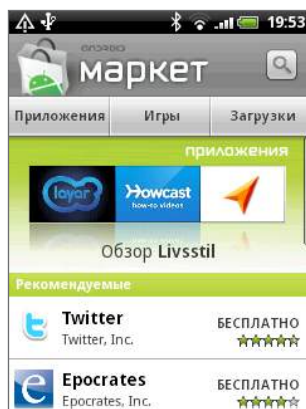 19:53
android
маркет
Приложения Игры Загрузки
приложения
layar Howcast
how-to videos
Обзор Livsstil
Рекомендуемые
Twitter БЕСПЛАТНО
Twitter, Inc.
Epocrates БЕСПЛАТНО
Epocrates, Inc.